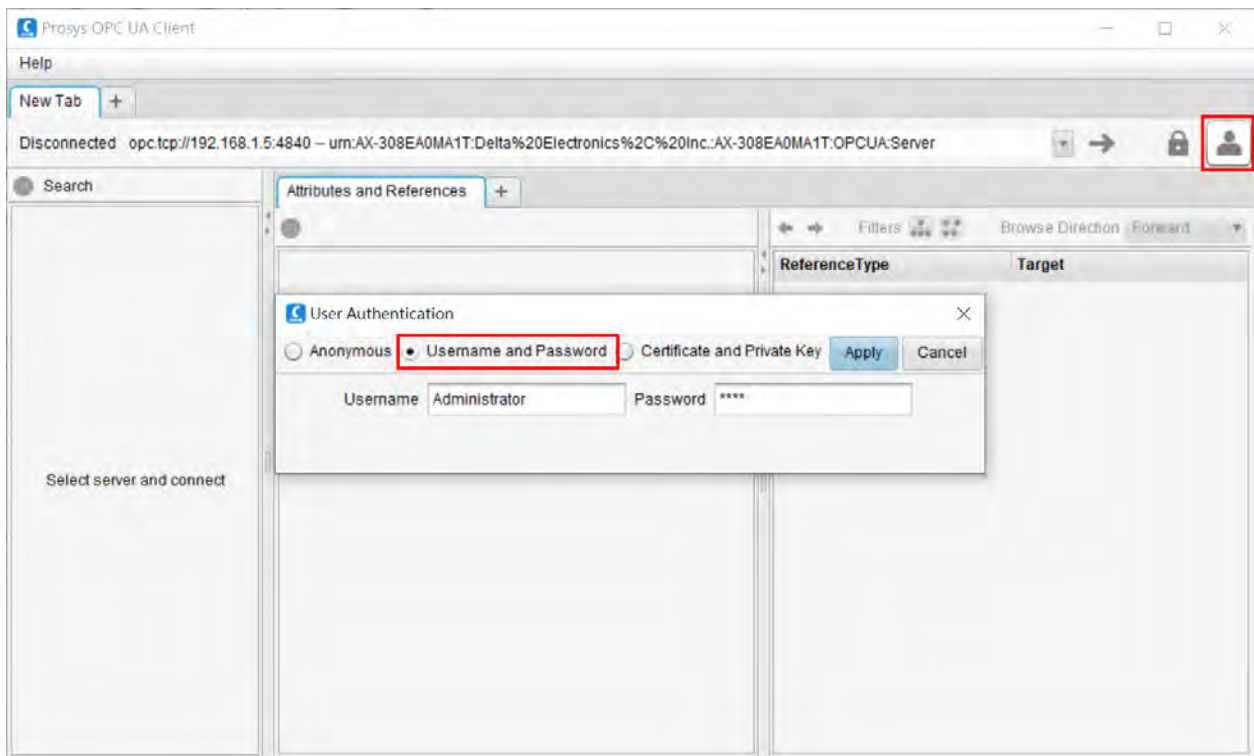 Prosys OPC UA Client
Help
New Tab +
Disconnected opc.tcp://192.168.1.5:4840 -- urn:AX-308EA0MA1T:Delta%20Electronics%2C%20Inc.:AX-308EA0MA1T:OPCUA:Server
Search
Attributes and References +
Filters Browse Direction Forward
ReferenceType Target
User Authentication
Anonymous Username and Password Certificate and Private Key Apply Cancel
Username Administrator Password ****
Select server and connect